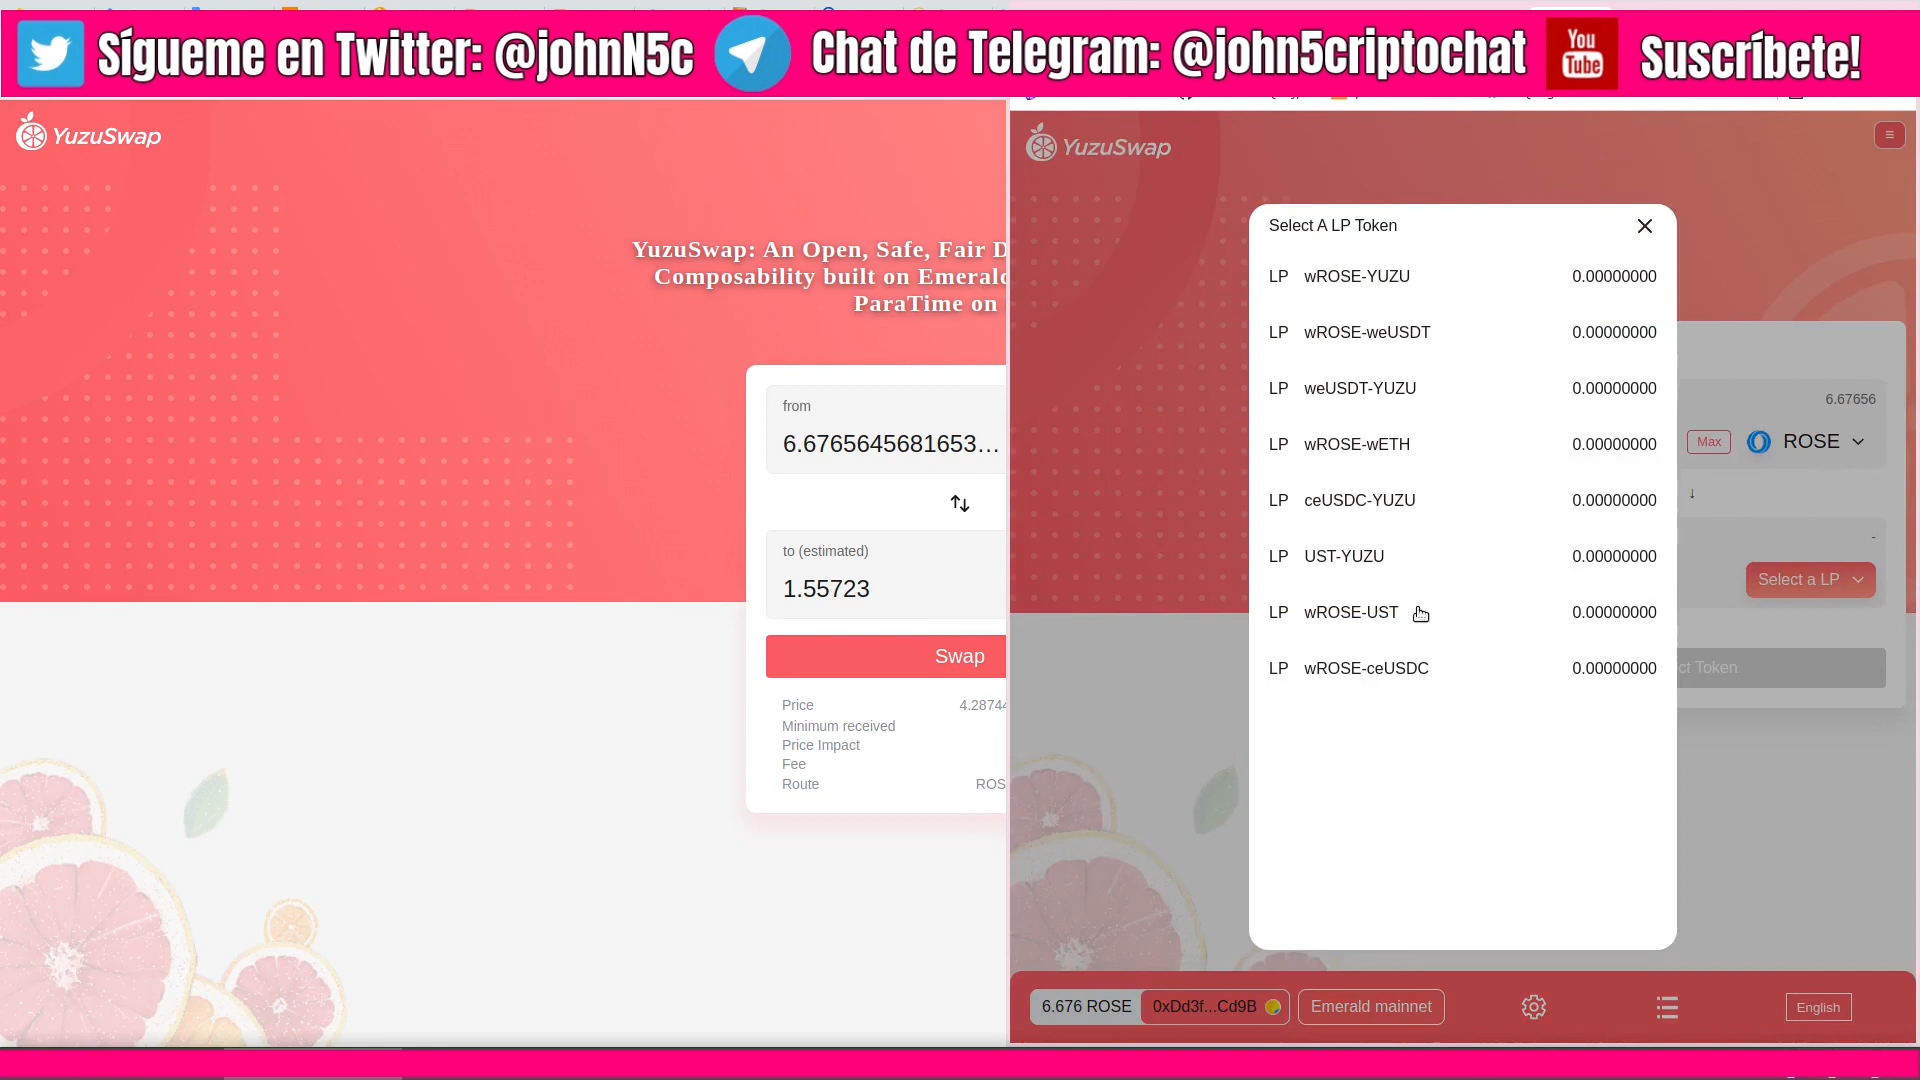 Sígueme en Twitter: @johnN5c
Chat de Telegram: @john5criptochat
You
Tube
Suscríbete!
YuzuSwap
YuzuSwap: An Open, Safe, Fair D
Composability built on Emeral
ParaTime on
from
6.6765645681653...
to (estimated)
1.55723
Swap
Price 4.28744
Minimum received
Price Impact
Fee
Route ROS
YuzuSwap
Select A LP Token
LP wROSE-YUZU 0.00000000
LP wROSE-weUSDT 0.00000000
LP weUSDT-YUZU 0.00000000
LP wROSE-wETH 0.00000000
LP ceUSDC-YUZU 0.00000000
LP UST-YUZU 0.00000000
LP wROSE-UST 0.00000000
LP wROSE-ceUSDC 0.00000000
6.67656
Max ROSE
-
Select a LP
ct Token
6.676 ROSE 0xDd3f...Cd9B Emerald mainnet English